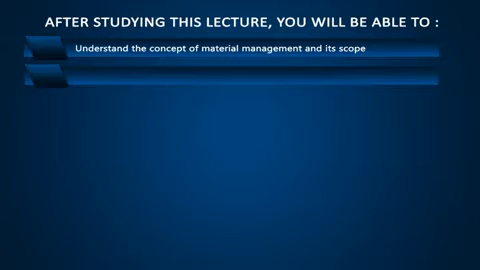 AFTER STUDYING THIS LECTURE, YOU WILL BE ABLE TO :
Understand the concept of material management and its scope